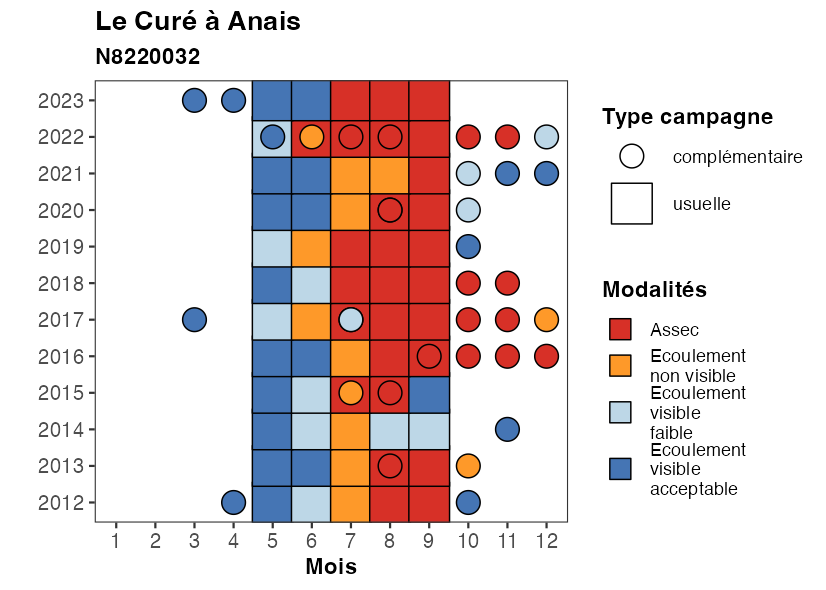 Le Curé à Anais
N8220032
2023
2022
2021
2020
2019
2018
2017
2016
2015
2014
2013
2012
1 2 3 4 5 6 7 8 9 10 11 12
Mois
Type campagne
complémentaire
usuelle
Modalités
Assec
Ecoulement
non visible
Ecoulement
visible
faible
Ecoulement
visible
acceptable